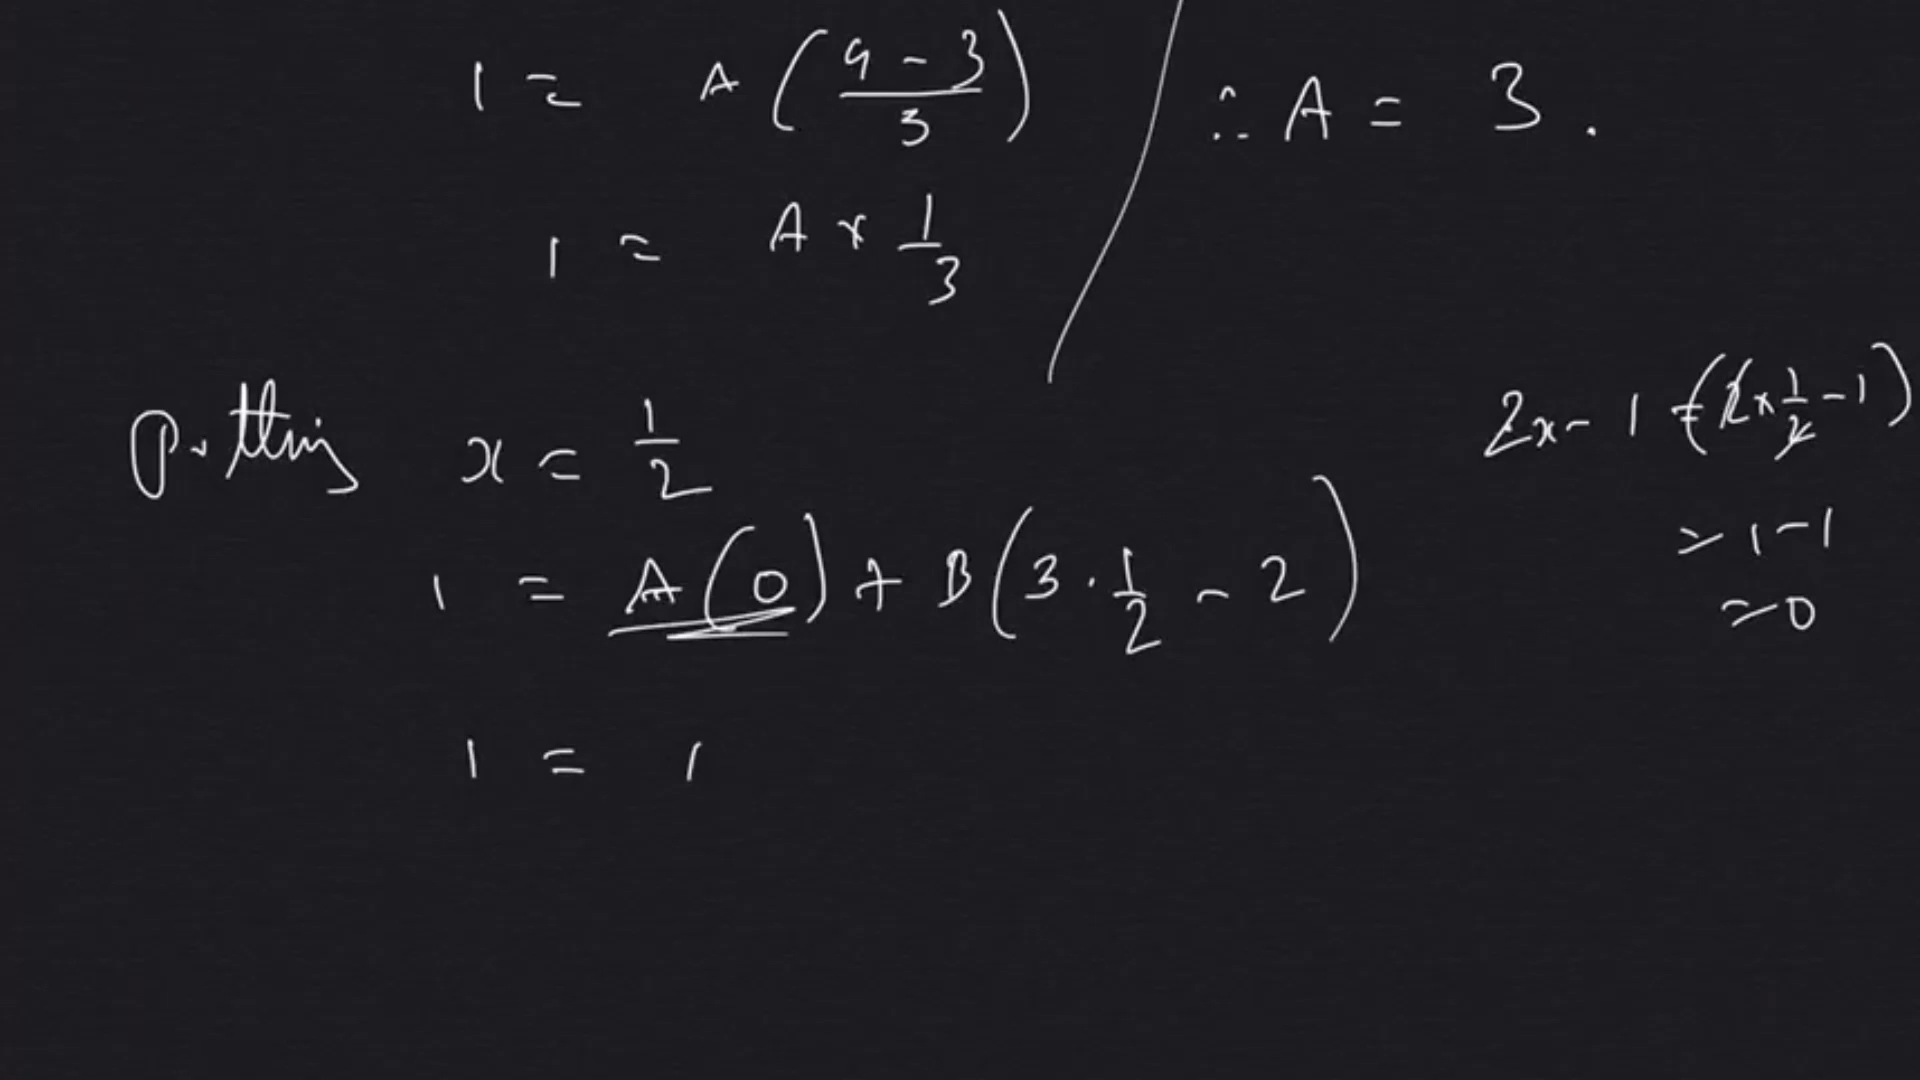 1 = A ( (4 - 3) / 3 )
1 = A × 1/3
∴ A = 3 .
Putting x = 1/2
1 = A(0) + B(3 · 1/2 - 2)
1 = 1
2x - 1 = (2 × 1/2 - 1)
= 1 - 1
= 0